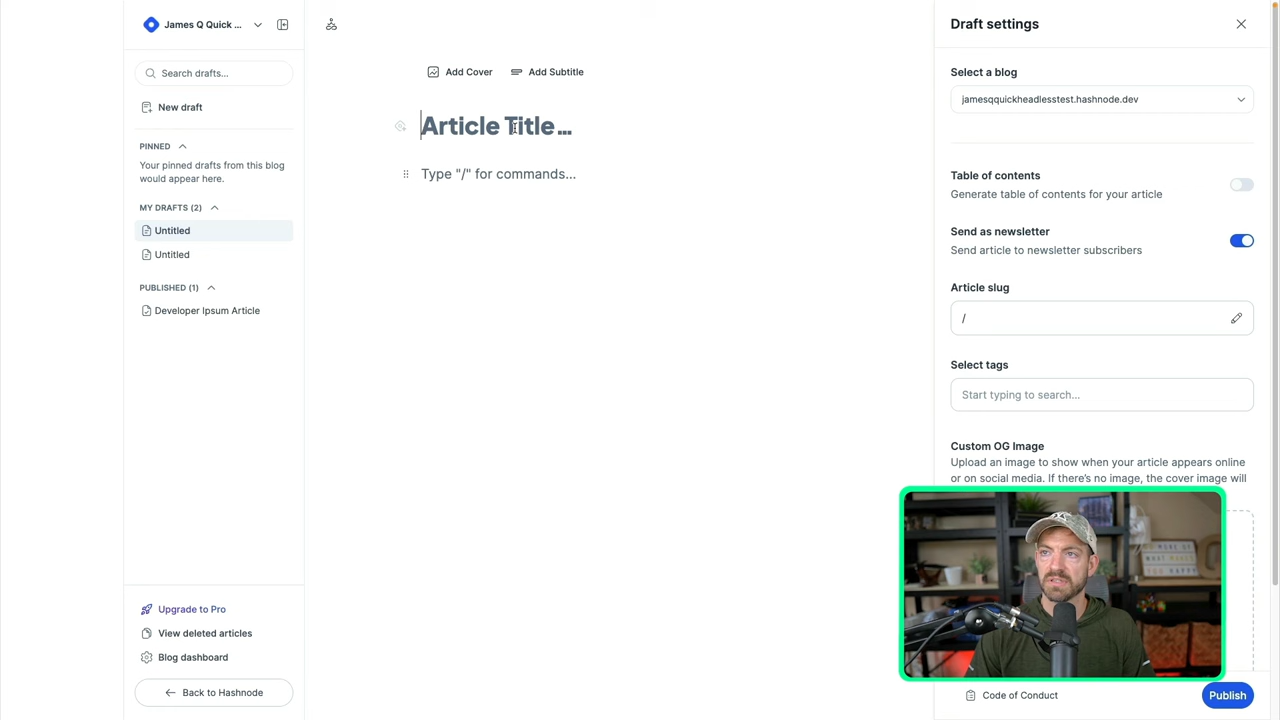 James Q Quick ...
Search drafts...
New draft
PINNED
Your pinned drafts from this blog
would appear here.
MY DRAFTS (2)
Untitled
Untitled
PUBLISHED (1)
Developer Ipsum Article
Upgrade to Pro
View deleted articles
Blog dashboard
Back to Hashnode
Add Cover
Add Subtitle
Article Title...
Type "/" for commands...
Draft settings
Select a blog
jamesqquickheadlesstest.hashnode.dev
Table of contents
Generate table of contents for your article
Send as newsletter
Send article to newsletter subscribers
Article slug
/
Select tags
Start typing to search...
Custom OG Image
Upload an image to show when your article appears online
or on social media. If there's no image, the cover image will
Code of Conduct
Publish